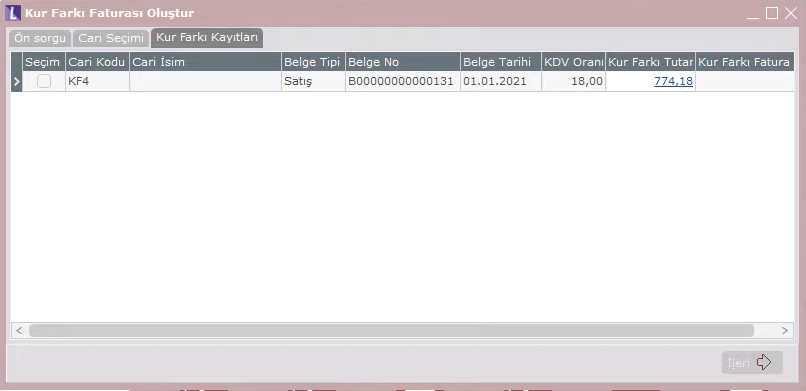 Kur Farkı Faturası Oluştur
Ön sorgu Cari Seçimi Kur Farkı Kayıtları
Seçim Cari Kodu Cari İsim Belge Tipi Belge No Belge Tarihi KDV Oranı Kur Farkı Tutar Kur Farkı Fatura
KF4 Satış B00000000000131 01.01.2021 18,00 774,18
İleri